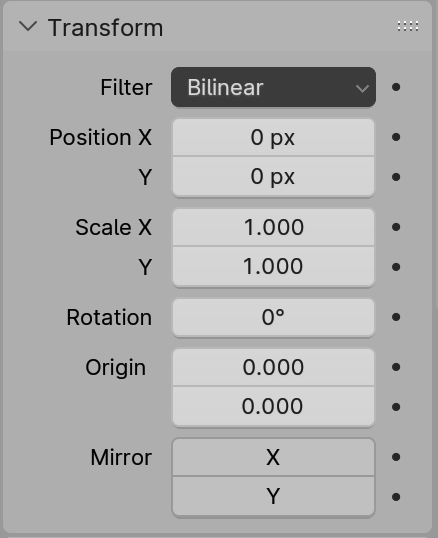 Transform
Filter Bilinear
Position X 0 px
Y 0 px
Scale X 1.000
Y 1.000
Rotation 0°
Origin 0.000
0.000
Mirror X
Y